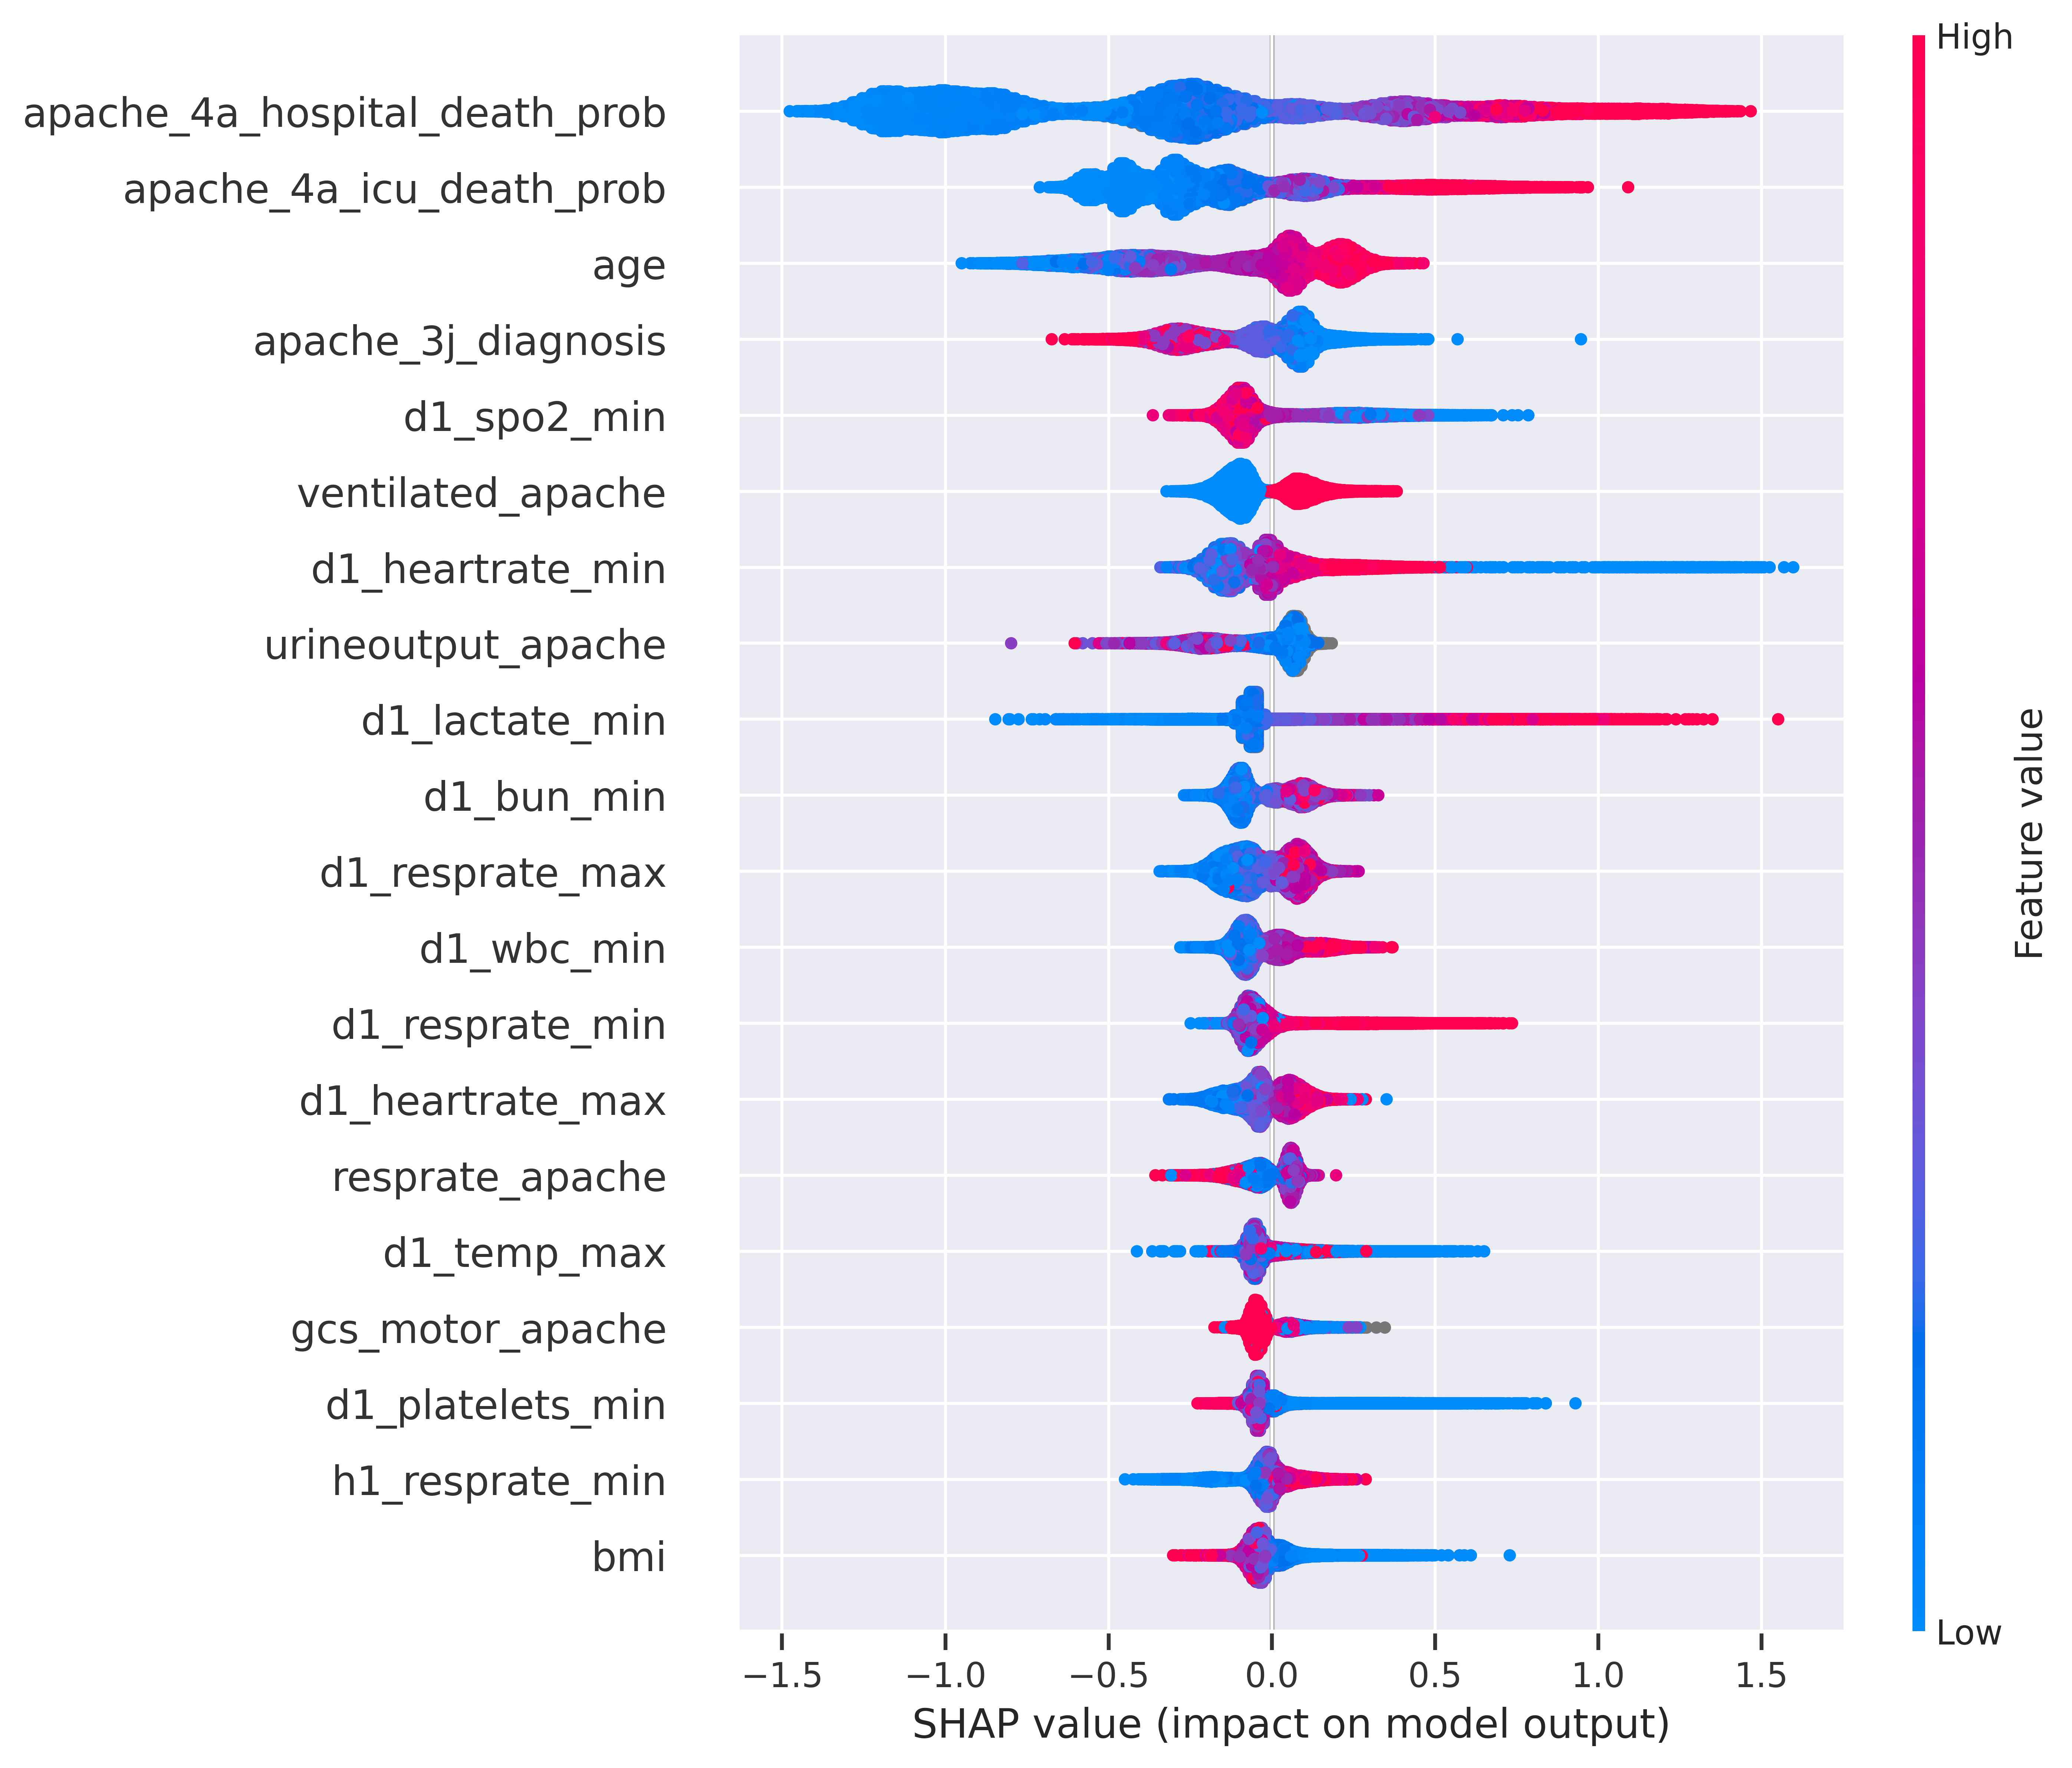 High
apache_4a_hospital_death_prob
apache_4a_icu_death_prob
age
apache_3j_diagnosis
d1_spo2_min
ventilated_apache
d1_heartrate_min
urineoutput_apache
d1_lactate_min
d1_bun_min
d1_resprate_max
d1_wbc_min
d1_resprate_min
d1_heartrate_max
resprate_apache
d1_temp_max
gcs_motor_apache
d1_platelets_min
h1_resprate_min
bmi
Feature value
Low
−1.5 −1.0 −0.5 0.0 0.5 1.0 1.5
SHAP value (impact on model output)